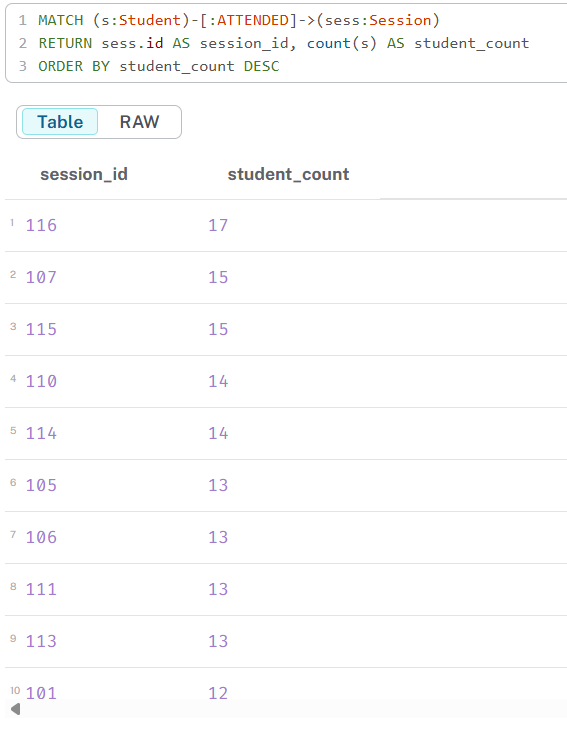 1 MATCH (s:Student)-[:ATTENDED]->(sess:Session)
2 RETURN sess.id AS session_id, count(s) AS student_count
3 ORDER BY student_count DESC
Table RAW
session_id student_count
1 116 17
2 107 15
3 115 15
4 110 14
5 114 14
6 105 13
7 106 13
8 111 13
9 113 13
10 101 12